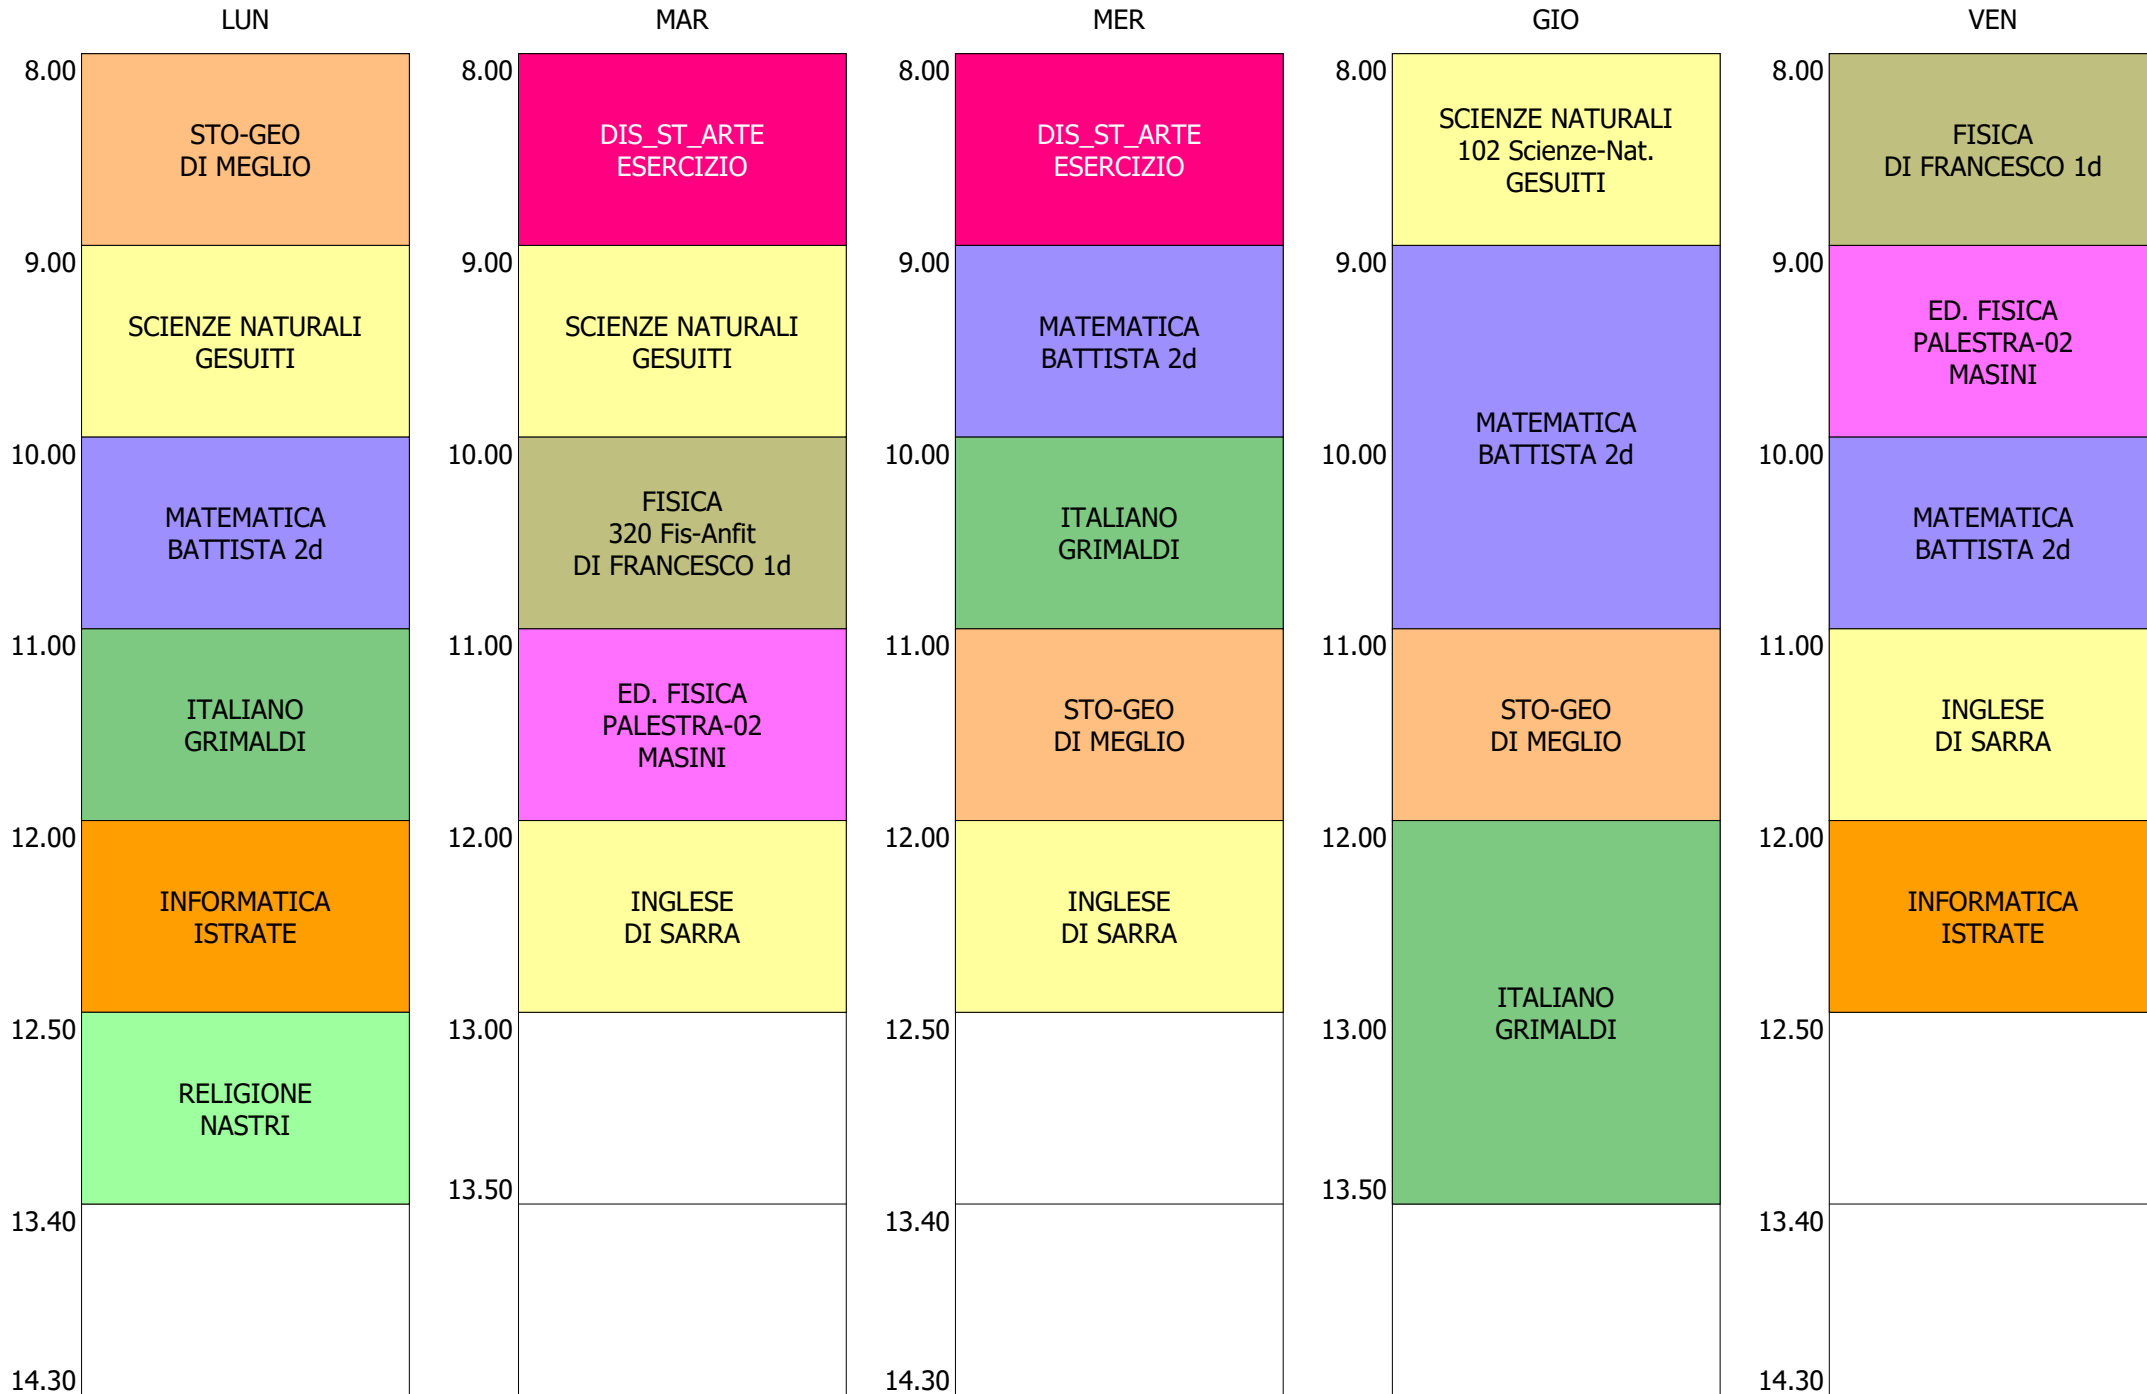 LUN
MAR
MER
GIO
VEN
8.00
STO-GEO
DI MEGLIO
9.00
SCIENZE NATURALI
GESUITI
10.00
MATEMATICA
BATTISTA 2d
11.00
ITALIANO
GRIMALDI
12.00
INFORMATICA
ISTRATE
12.50
RELIGIONE
NASTRI
13.40
14.30
8.00
DIS_ST_ARTE
ESERCIZIO
9.00
SCIENZE NATURALI
GESUITI
10.00
FISICA
320 Fis-Anfit
DI FRANCESCO 1d
11.00
ED. FISICA
PALESTRA-02
MASINI
12.00
INGLESE
DI SARRA
13.00
13.50
8.00
DIS_ST_ARTE
ESERCIZIO
9.00
MATEMATICA
BATTISTA 2d
10.00
ITALIANO
GRIMALDI
11.00
STO-GEO
DI MEGLIO
12.00
INGLESE
DI SARRA
12.50
13.40
14.30
8.00
SCIENZE NATURALI
102 Scienze-Nat.
GESUITI
9.00
MATEMATICA
BATTISTA 2d
10.00
11.00
STO-GEO
DI MEGLIO
12.00
ITALIANO
GRIMALDI
13.00
13.50
8.00
FISICA
DI FRANCESCO 1d
9.00
ED. FISICA
PALESTRA-02
MASINI
10.00
MATEMATICA
BATTISTA 2d
11.00
INGLESE
DI SARRA
12.00
INFORMATICA
ISTRATE
12.50
13.40
14.30